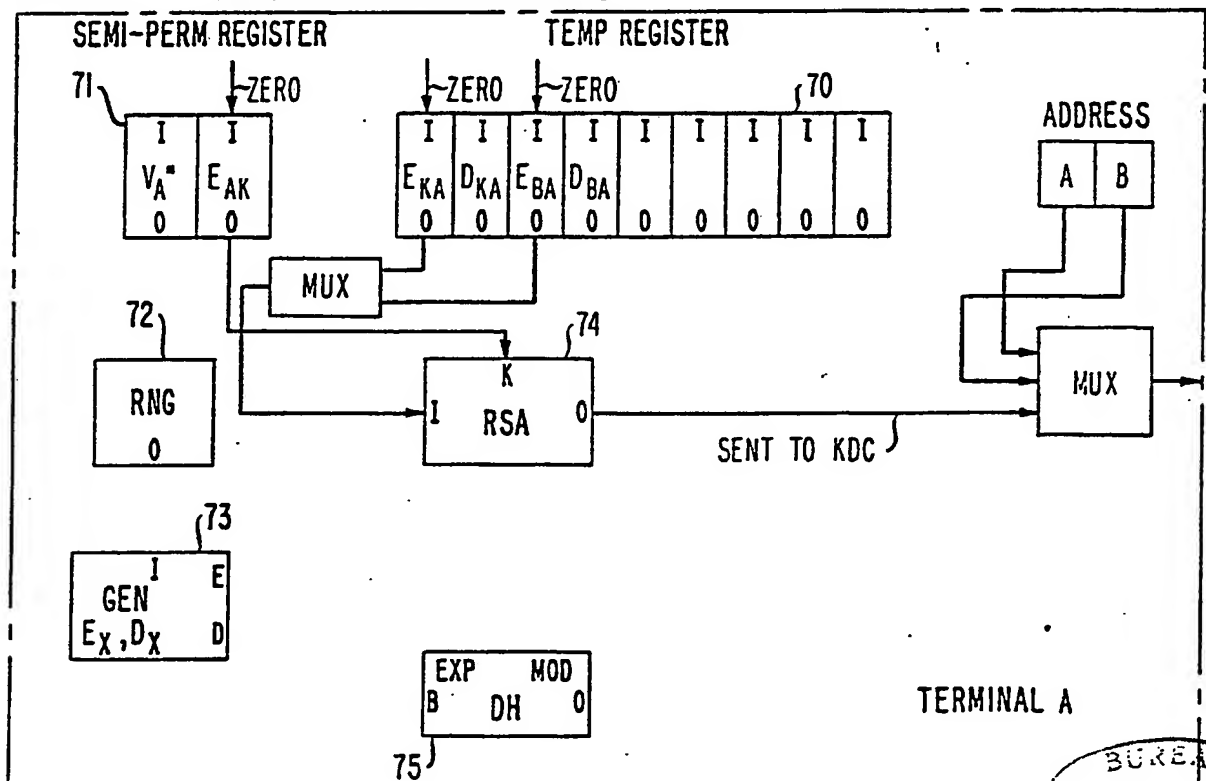 SEMI-PERM REGISTER
TEMP REGISTER
71
ZERO
ZERO
ZERO
70
ADDRESS
I I
I I I I I I I I I
V_A* E_AK
E_KA D_KA E_BA D_BA
A B
0 0
0 0 0 0 0 0 0 0 0
MUX
72
74
RNG
0
K
I RSA 0
MUX
SENT TO KDC
73
I E
GEN
E_X, D_X D
EXP MOD
B DH 0
75
TERMINAL A